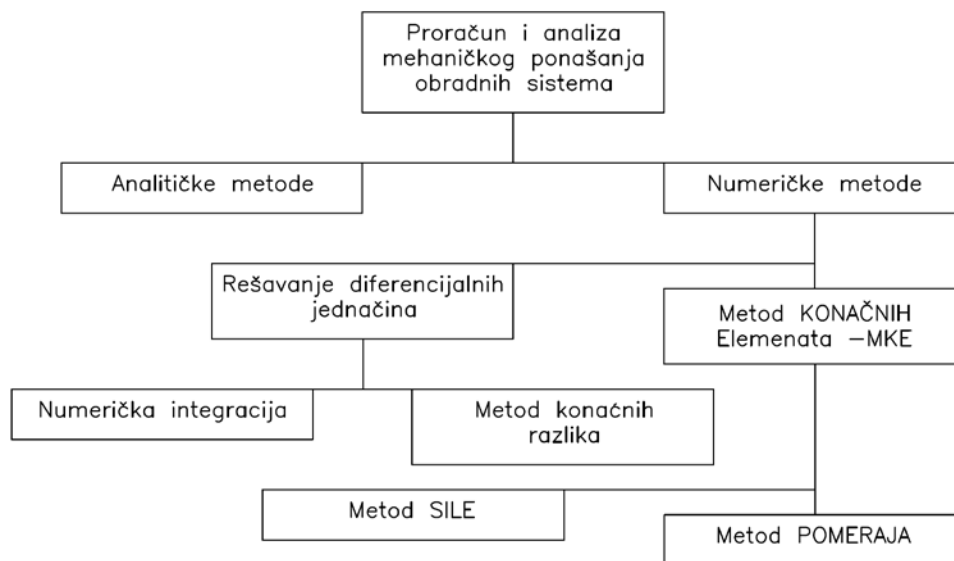 Proračun i analiza
mehaničkog ponašanja
obradnih sistema
Analitičke metode
Numeričke metode
Rešavanje diferencijalnih
jednačina
Metod KONAČNIH
Elemenata –MKE
Numerička integracija
Metod konaćnih
razlika
Metod SILE
Metod POMERAJA